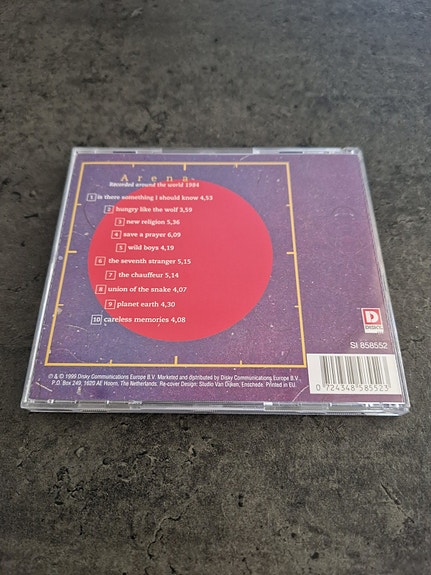 Arena
Recorded around the world 1984
1 is there something I should know 4,53
2 hungry like the wolf 3,59
3 new religion 5,36
4 save a prayer 6,09
5 wild boys 4,19
6 the seventh stranger 5,15
7 the chauffeur 5,14
8 union of the snake 4,07
9 planet earth 4,30
10 careless memories 4,08
D
DISKY
SI 858552
℗ & © 1999 Disky Communications Europe B.V. Marketed and distributed by Disky Communications Europe B.V.
P.O. Box 249, 1620 AE Hoorn, The Netherlands. Re-cover Design: Studio Van Dijken, Enschede. Printed in EU.
0 724348 585523